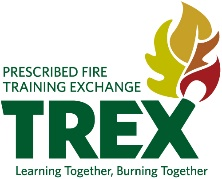 PRESCRIBED FIRE
TRAINING EXCHANGE
TREX
Learning Together, Burning Together